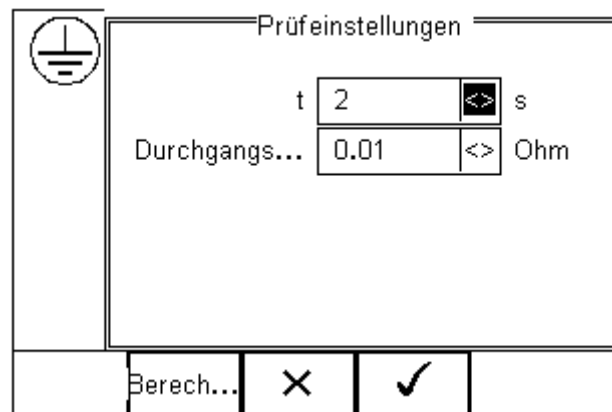 Prüfeinstellungen
t 2 <> s
Durchgangs... 0.01 <> Ohm
Berech...